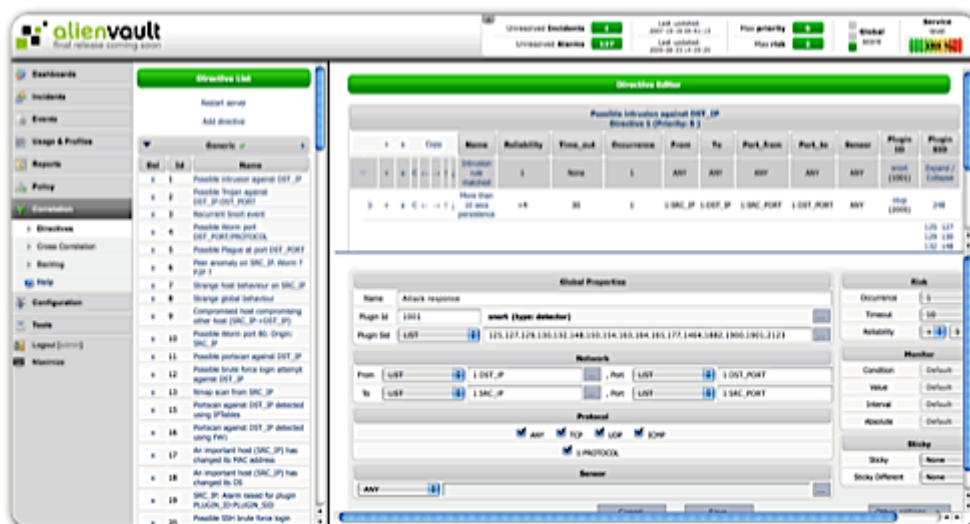 alienvault
final release coming soon
Unresolved Incidents
Unresolved Alarms
Last updated:
Last updated:
Max priority
Max risk
Global
score
Service
level
Dashboards
Incidents
Events
Usage & Profiles
Reports
Policy
Correlation
Directives
Cross Correlation
Backlog
Help
Configuration
Tools
Logout [admin]
Maximize
Directive List
Restart server
Add directive
Generic
Id Name
1 Possible intrusion against DST_IP
2 Possible Trojan against
DST_IP:DST_PORT
3 Recurrent Snort event
4 Possible Worm port
DST_PORT/PROTOCOL
5 Possible Plague at port DST_PORT
6 Peer anomaly on SRC_IP: Worm ?
P2P ?
7 Strange host behaviour on SRC_IP
8 Strange global behaviour
9 Compromised host compromising
other host (SRC_IP->DST_IP)
10 Possible Worm port 80. Origin:
SRC_IP
11 Possible portscan against DST_IP
12 Possible brute force login attempt
against DST_IP
13 Nmap scan from SRC_IP
15 Portscan against DST_IP detected
using IPTables
16 Portscan against DST_IP detected
using FW1
17 An important host (SRC_IP) has
changed its MAC address
18 An important host (SRC_IP) has
changed its OS
19 SRC_IP: Alarm raised for plugin
PLUGIN_ID:PLUGIN_SID
20 Possible SSH brute force login
Directive Editor
Possible intrusion against DST_IP
Directive 1 (Priority: )
Name Reliability Time_out Occurrence From To Port_from Port_to Sensor Plugin ID Plugin SID
Intrusion rule matched 1 None 1 ANY ANY ANY ANY ANY snort (1001) Expand / Collapse
More than 10 secs persistence 30 1 1:SRC_IP 1:DST_IP 1:SRC_PORT 1:DST_PORT ANY ntop (2005) 248
125 127
129 130
132 148
Global Properties
Name Attack response
Plugin Id 1001 snort (type: detector)
Plugin Sid LIST
Network
From LIST 1:DST_IP , Port LIST 1:DST_PORT
To LIST 1:SRC_IP , Port LIST 1:SRC_PORT
Protocol
ANY TCP UDP ICMP
1:PROTOCOL
Sensor
ANY
Cancel Save
Risk
Occurrence 1
Timeout 10
Reliability
Monitor
Condition Default
Value Default
Interval Default
Absolute Default
Sticky
Sticky None
Sticky Different None